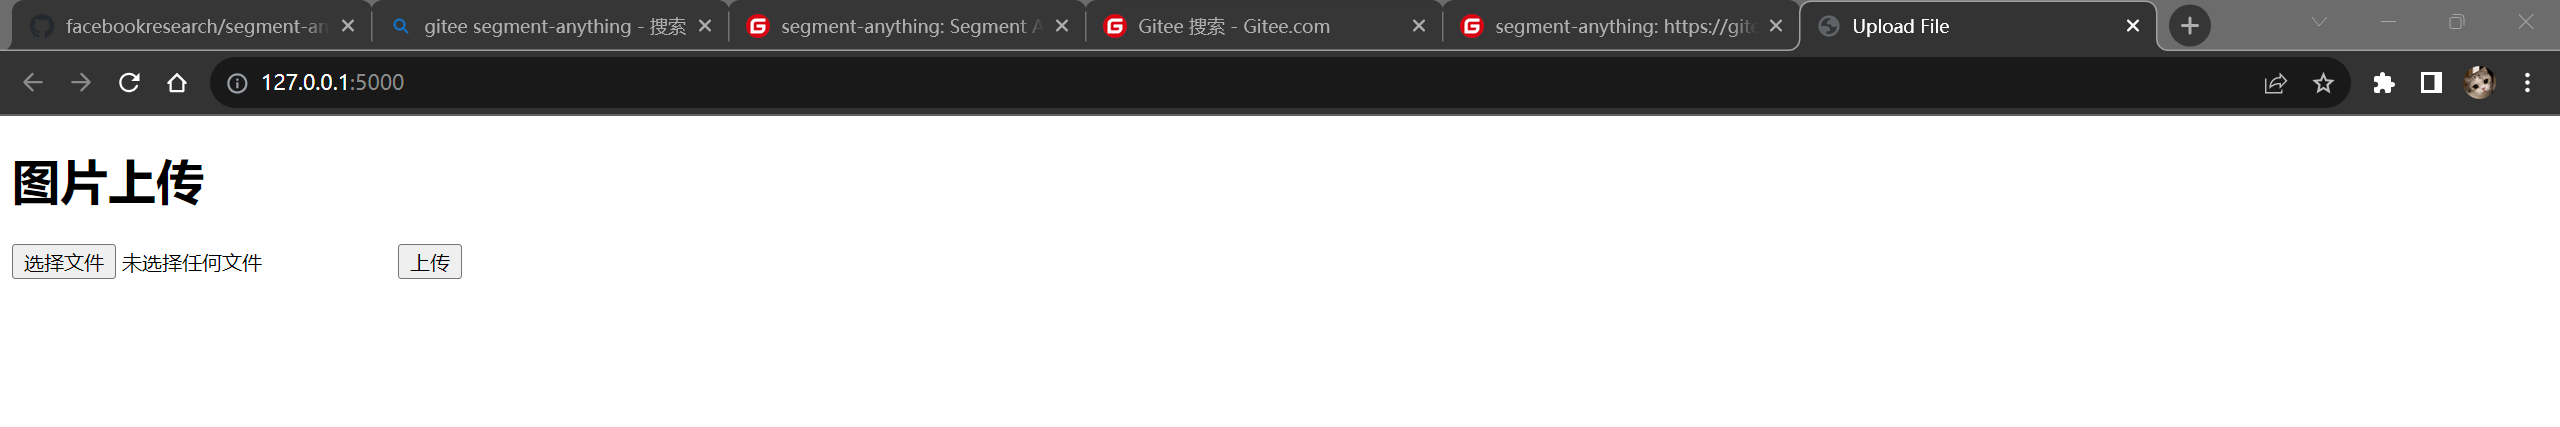 facebookresearch/segment-an
gitee segment-anything - 搜索
segment-anything: Segment A
Gitee 搜索 - Gitee.com
segment-anything: https://gite
Upload File
127.0.0.1:5000
图片上传
选择文件 未选择任何文件 上传